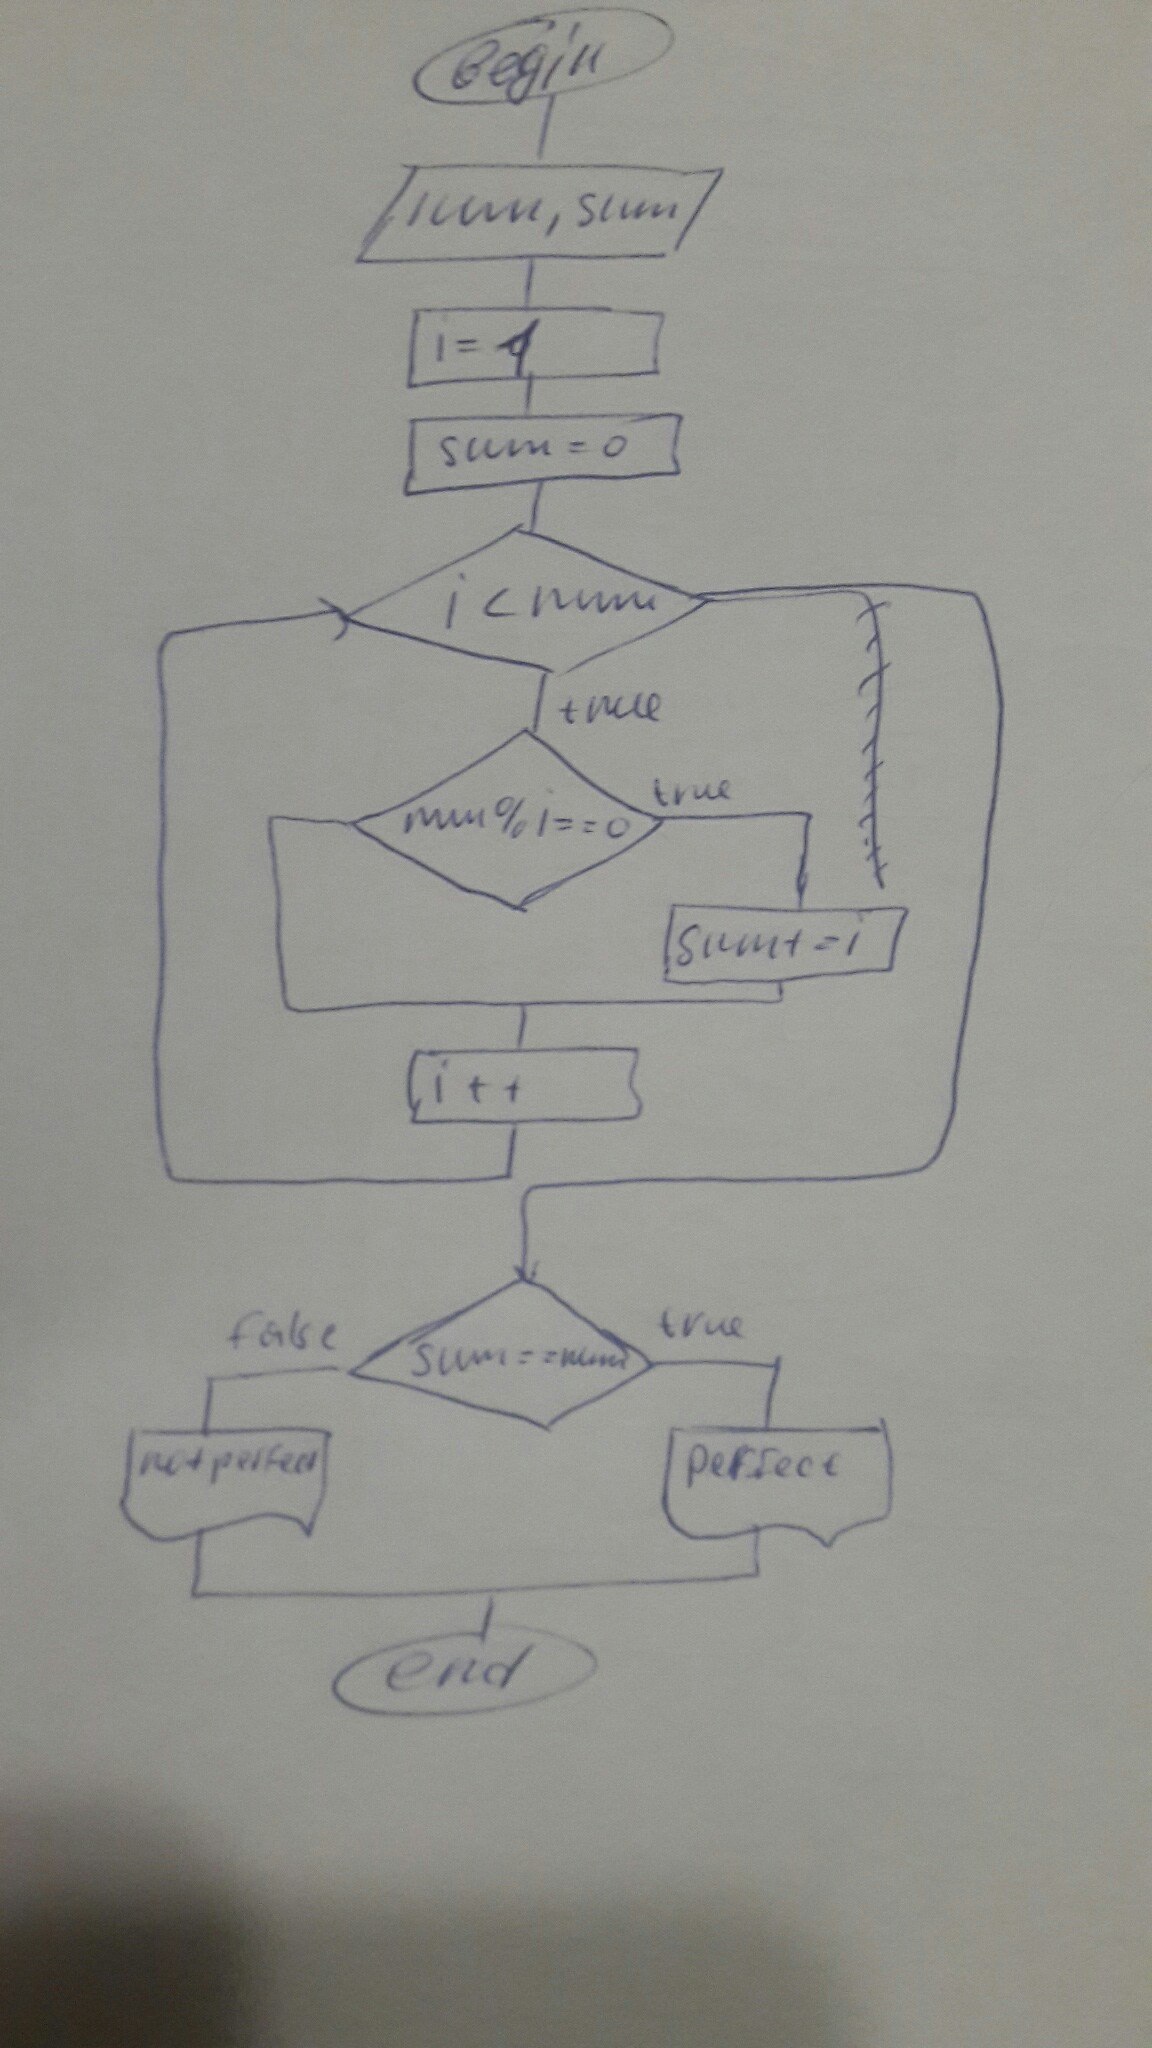 Begin
num, sum
i = 1
sum = 0
i < num
true
true
num % i == 0
sum + = i
i + +
false
true
sum == num
not perfect
perfect
end